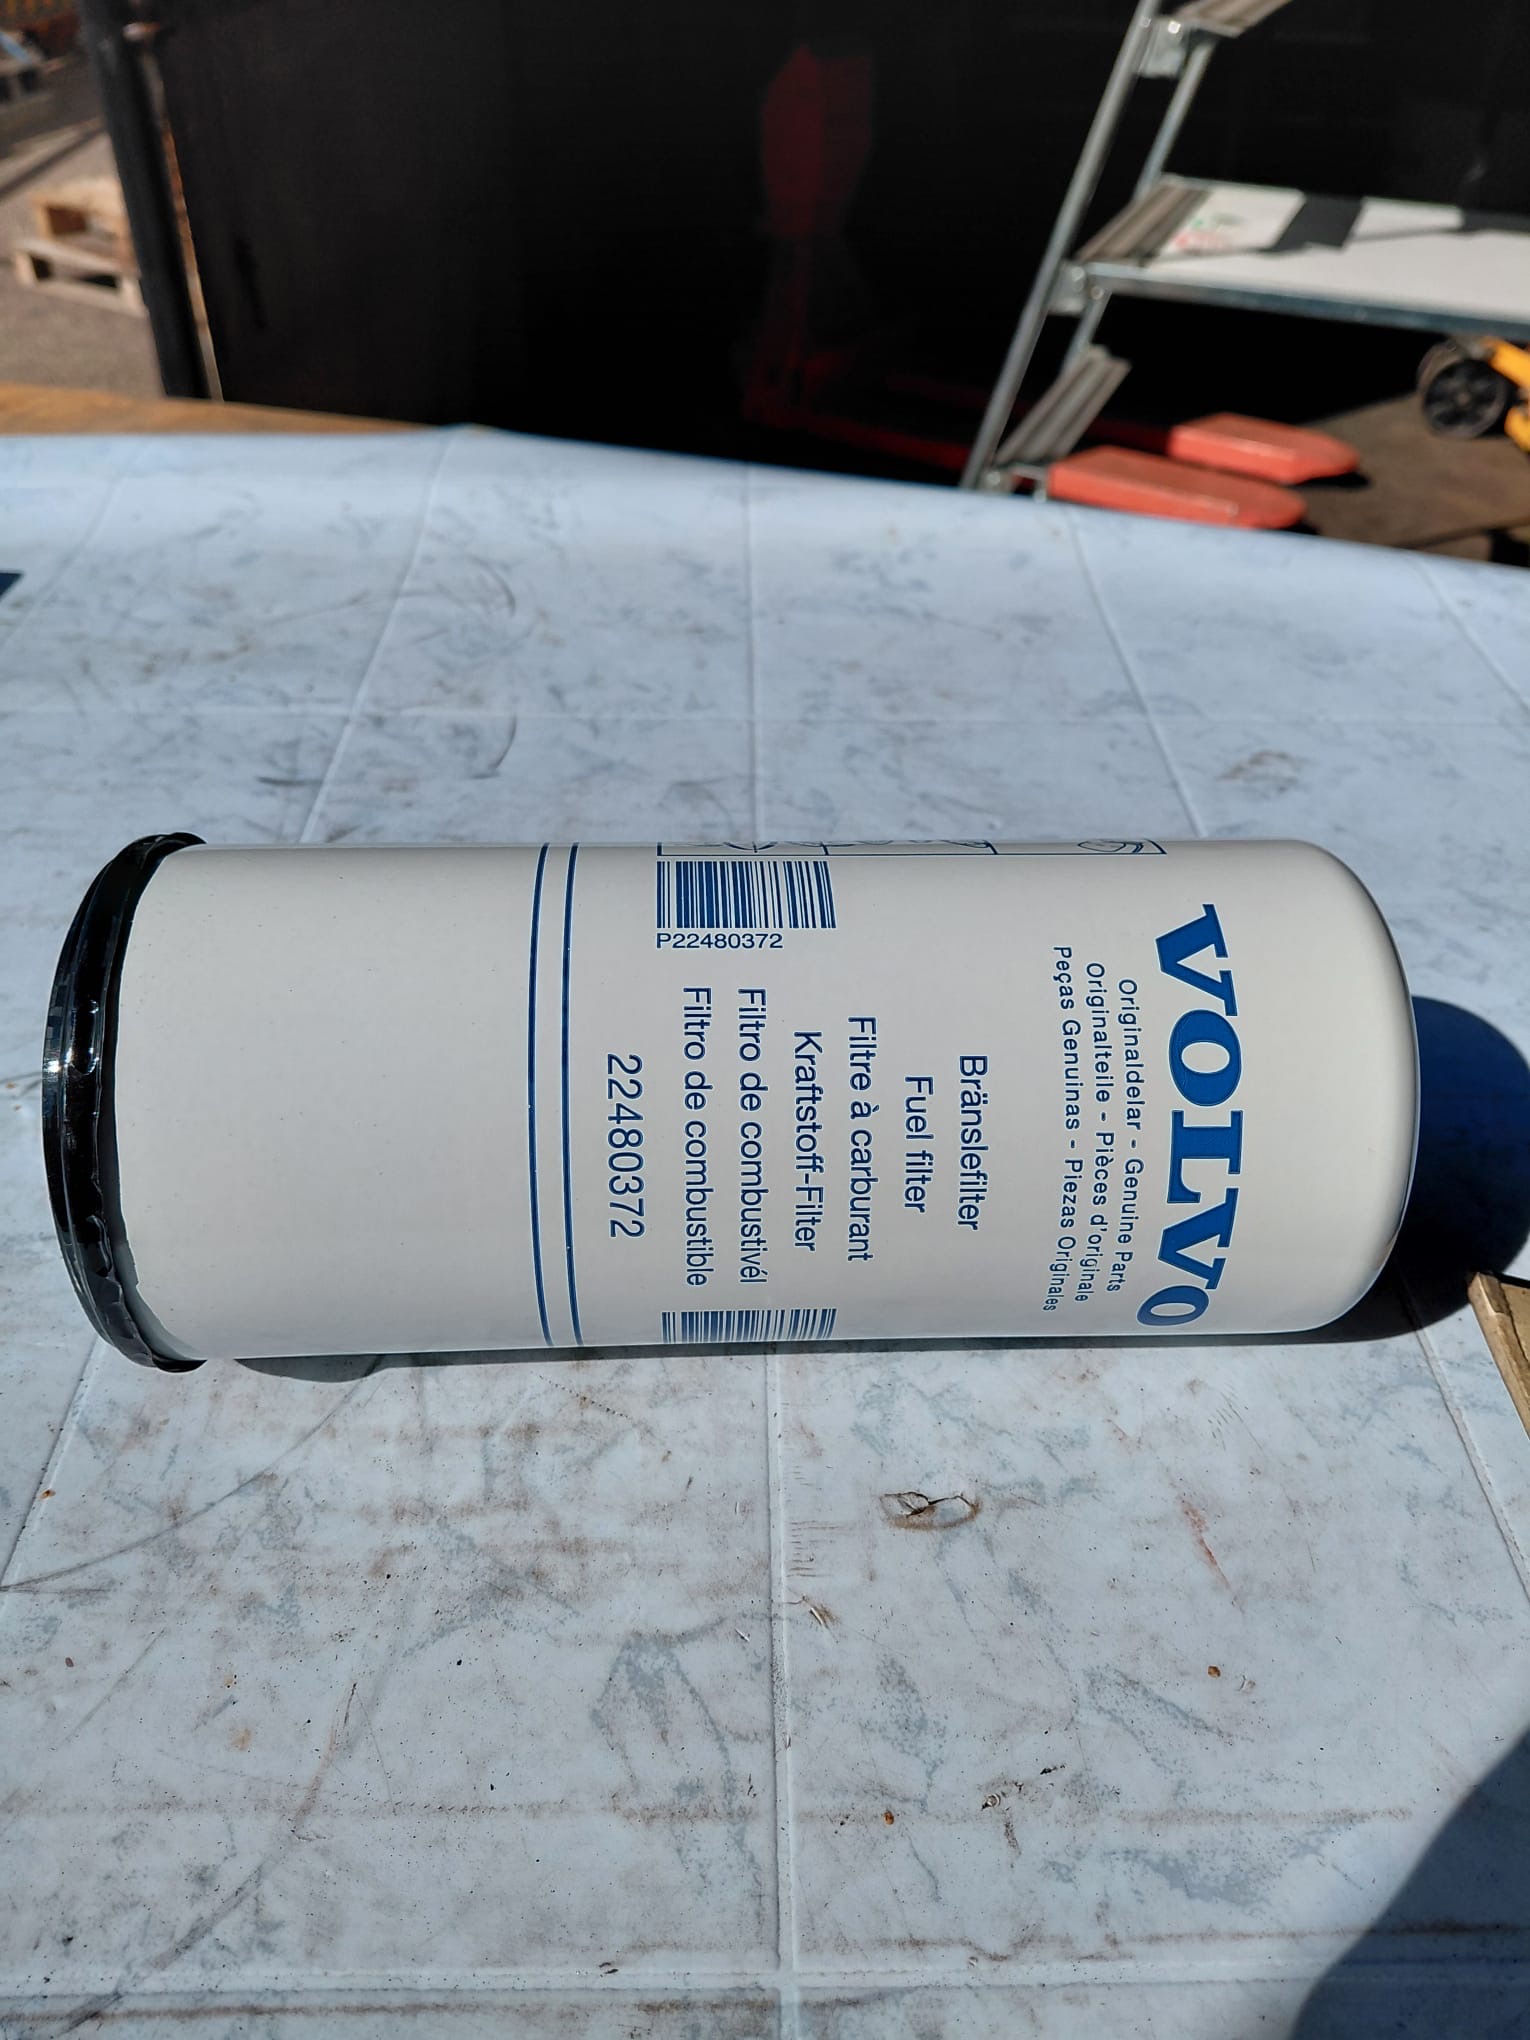 VOLVO
Originaldelar - Genuine Parts
Originalteile - Pièces d'originale
Peças Genuinas - Piezas Originales
Bränslefilter
Fuel filter
Filtre à carburant
Kraftstoff-Filter
Filtro de combustivél
Filtro de combustible
22480372
P22480372